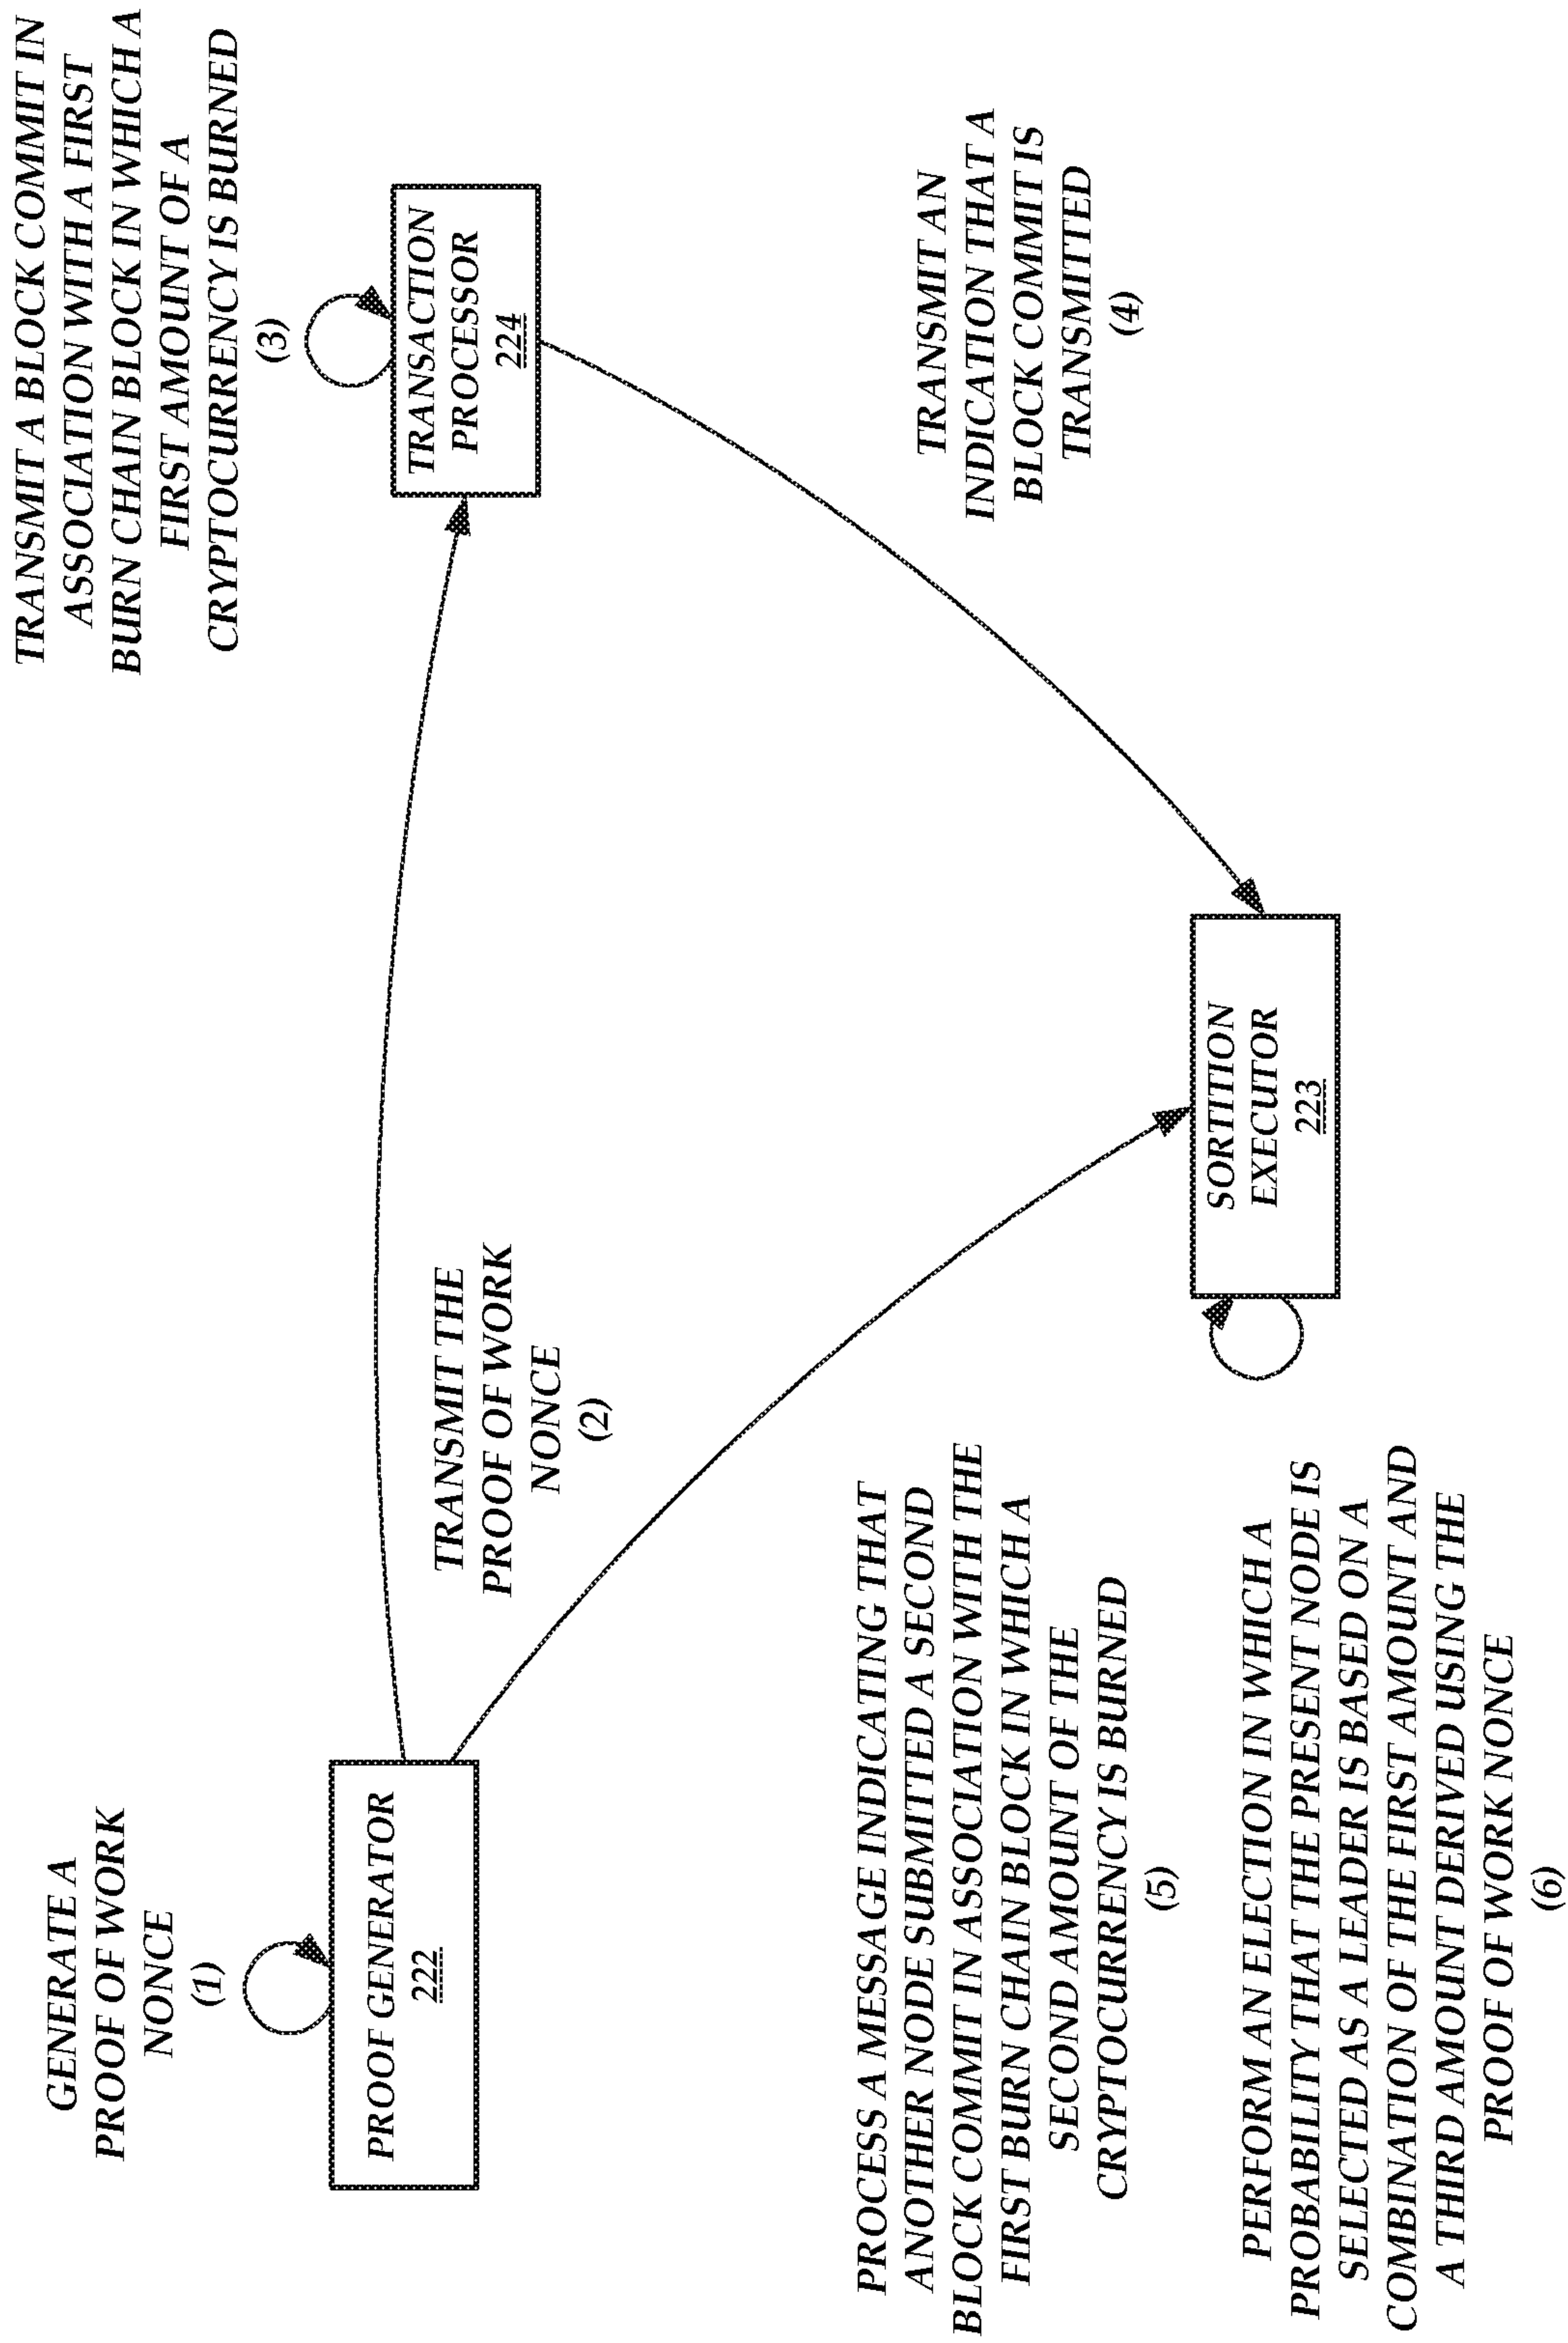 GENERATE A
PROOF OF WORK
NONCE
(1)
PROOF GENERATOR
222
TRANSMIT THE
PROOF OF WORK
NONCE
(2)
TRANSMIT A BLOCK COMMIT IN
ASSOCIATION WITH A FIRST
BURN CHAIN BLOCK IN WHICH A
FIRST AMOUNT OF A
CRYPTOCURRENCY IS BURNED
(3)
TRANSACTION
PROCESSOR
224
TRANSMIT AN
INDICATION THAT A
BLOCK COMMIT IS
TRANSMITTED
(4)
SORTITION
EXECUTOR
223
PROCESS A MESSAGE INDICATING THAT
ANOTHER NODE SUBMITTED A SECOND
BLOCK COMMIT IN ASSOCIATION WITH THE
FIRST BURN CHAIN BLOCK IN WHICH A
SECOND AMOUNT OF THE
CRYPTOCURRENCY IS BURNED
(5)
PERFORM AN ELECTION IN WHICH A
PROBABILITY THAT THE PRESENT NODE IS
SELECTED AS A LEADER IS BASED ON A
COMBINATION OF THE FIRST AMOUNT AND
A THIRD AMOUNT DERIVED USING THE
PROOF OF WORK NONCE
(6)